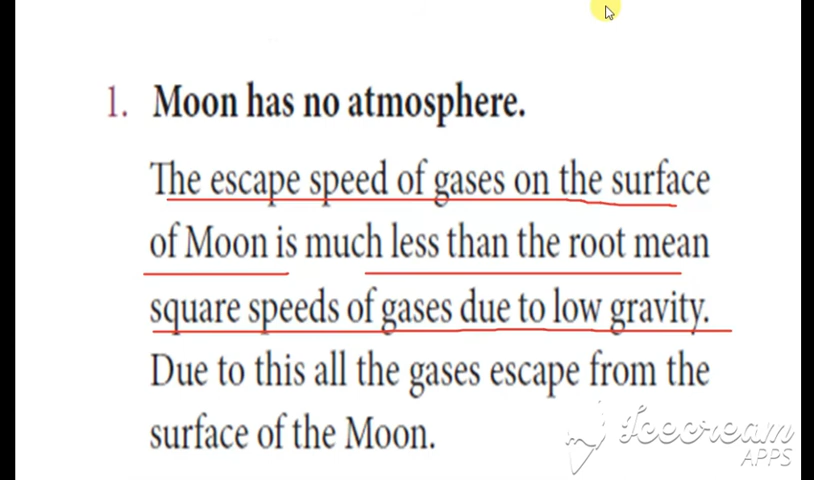 1. Moon has no atmosphere.
The escape speed of gases on the surface
of Moon is much less than the root mean
square speeds of gases due to low gravity.
Due to this all the gases escape from the
surface of the Moon.
Icecream
APPS